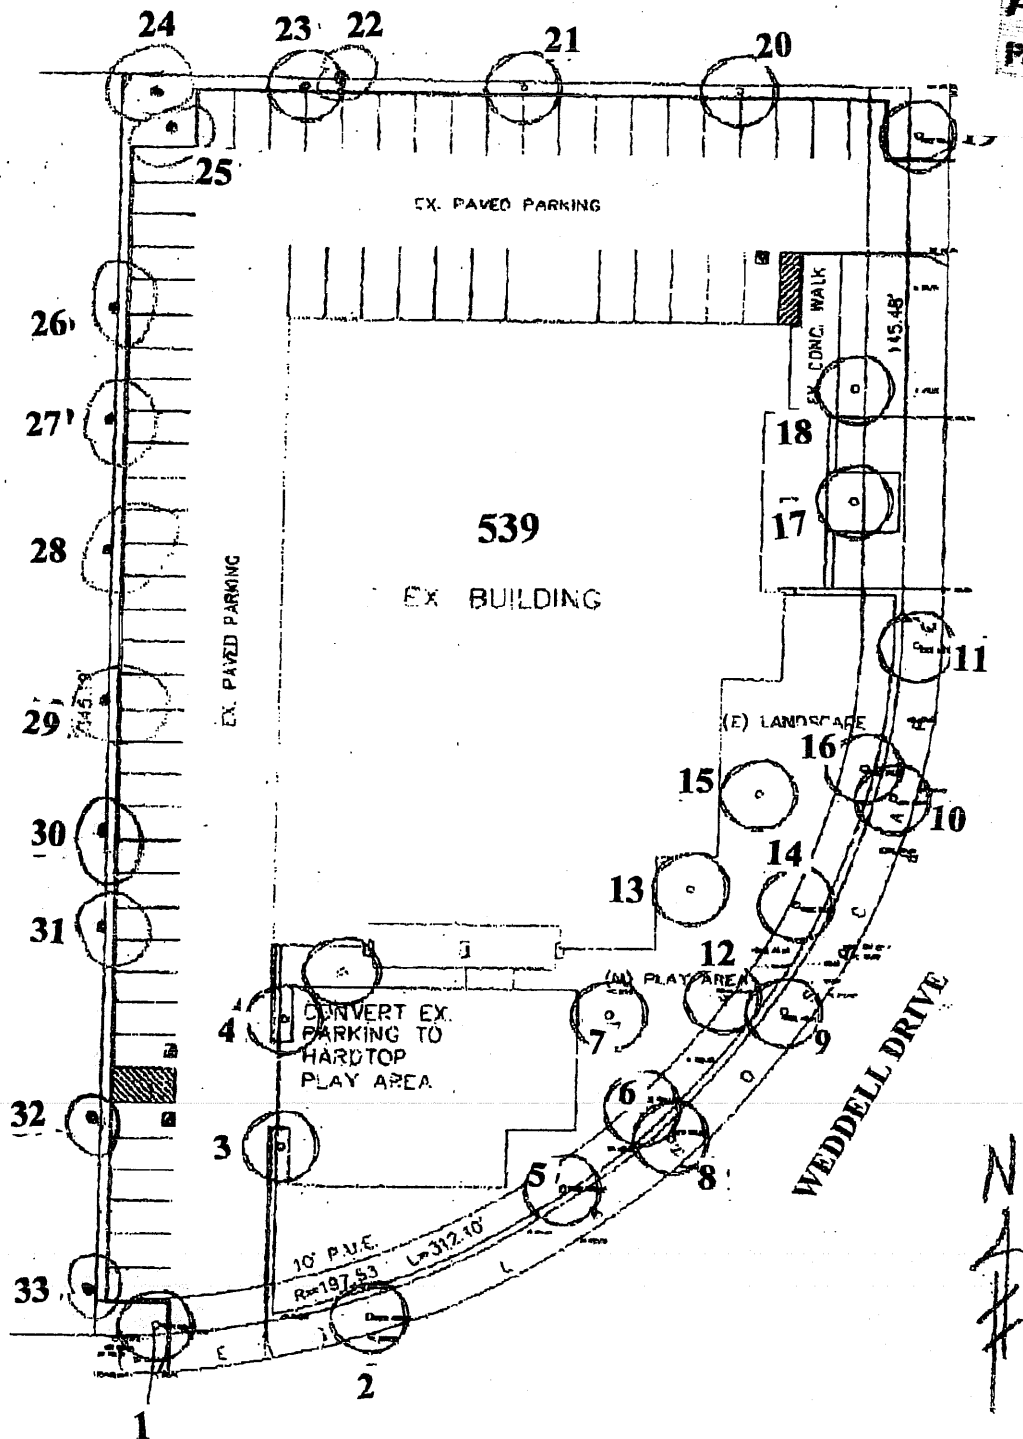 24
23
22
21
20
25
EX. PAVED PARKING
26
EX. CONC. WALK
145.48'
27
18
17
539
28
EX BUILDING
EX. PAVED PARKING
11
29
(E) LANDSCAPE
16
15
10
30
14
13
31
12
PLAY AREA
4
CONVERT EX.
PARKING TO
HARDTOP
PLAY AREA
7
9
WEDDELL DRIVE
6
32
3
5
8
N
10' P.U.E.
R=197.53
L=312.10'
33
2
1